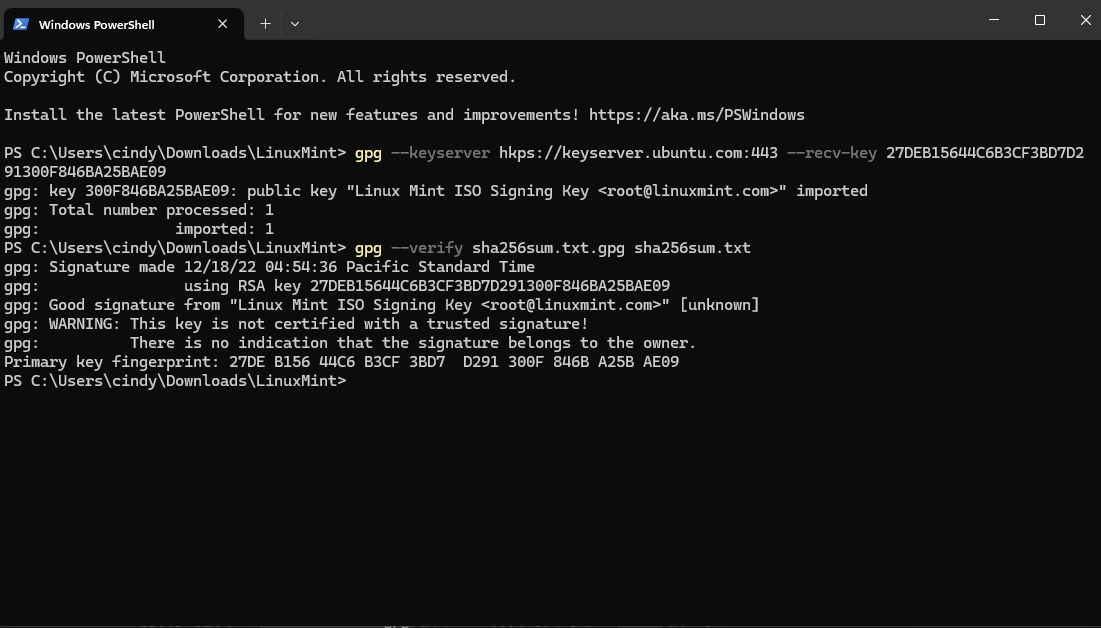 Windows PowerShell
Windows PowerShell
Copyright (C) Microsoft Corporation. All rights reserved.
Install the latest PowerShell for new features and improvements! https://aka.ms/PSWindows
PS C:\Users\cindy\Downloads\LinuxMint> gpg --keyserver hkps://keyserver.ubuntu.com:443 --recv-key 27DEB15644C6B3CF3BD7D2
91300F846BA25BAE09
gpg: key 300F846BA25BAE09: public key "Linux Mint ISO Signing Key <root@linuxmint.com>" imported
gpg: Total number processed: 1
gpg:               imported: 1
PS C:\Users\cindy\Downloads\LinuxMint> gpg --verify sha256sum.txt.gpg sha256sum.txt
gpg: Signature made 12/18/22 04:54:36 Pacific Standard Time
gpg:                using RSA key 27DEB15644C6B3CF3BD7D291300F846BA25BAE09
gpg: Good signature from "Linux Mint ISO Signing Key <root@linuxmint.com>" [unknown]
gpg: WARNING: This key is not certified with a trusted signature!
gpg:          There is no indication that the signature belongs to the owner.
Primary key fingerprint: 27DE B156 44C6 B3CF 3BD7  D291 300F 846B A25B AE09
PS C:\Users\cindy\Downloads\LinuxMint>